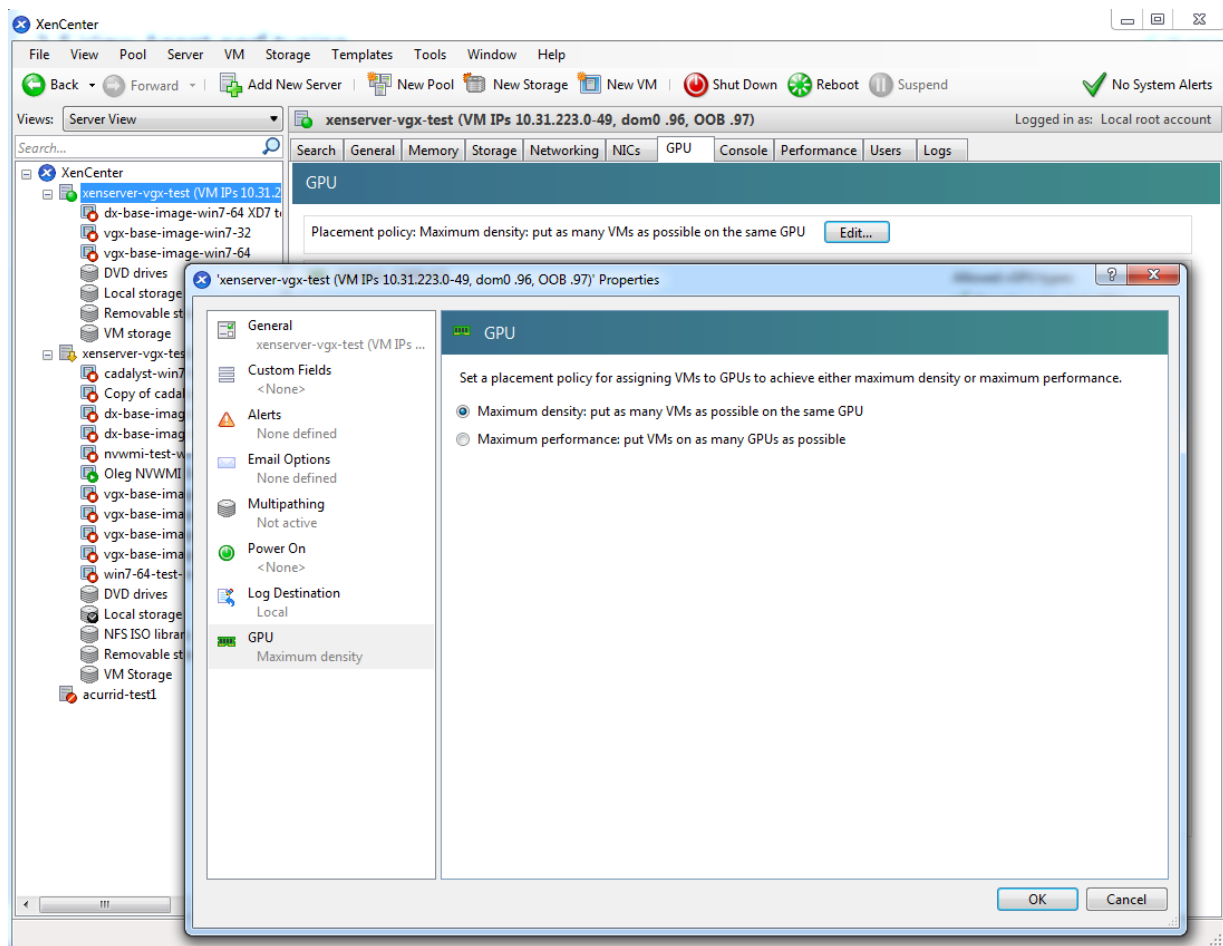 XenCenter
File View Pool Server VM Storage Templates Tools Window Help
Back Forward Add New Server New Pool New Storage New VM Shut Down Reboot Suspend No System Alerts
Views: Server View
xenserver-vgx-test (VM IPs 10.31.223.0-49, dom0 .96, OOB .97) Logged in as: Local root account
Search...
Search General Memory Storage Networking NICs GPU Console Performance Users Logs
XenCenter
xenserver-vgx-test (VM IPs 10.31.2
dx-base-image-win7-64 XD7 t
vgx-base-image-win7-32
vgx-base-image-win7-64
DVD drives
Local storage
Removable st
VM storage
xenserver-vgx-tes
cadalyst-win7
Copy of cadal
dx-base-imag
dx-base-imag
nvwmi-test-w
Oleg NVWMI
vgx-base-ima
vgx-base-ima
vgx-base-ima
vgx-base-ima
win7-64-test-
DVD drives
Local storage
NFS ISO librar
Removable st
VM Storage
acurrid-test1
GPU
Placement policy: Maximum density: put as many VMs as possible on the same GPU Edit...
'xenserver-vgx-test (VM IPs 10.31.223.0-49, dom0 .96, OOB .97)' Properties
General
xenserver-vgx-test (VM IPs ...
Custom Fields
<None>
Alerts
None defined
Email Options
None defined
Multipathing
Not active
Power On
<None>
Log Destination
Local
GPU
Maximum density
GPU
Set a placement policy for assigning VMs to GPUs to achieve either maximum density or maximum performance.
Maximum density: put as many VMs as possible on the same GPU
Maximum performance: put VMs on as many GPUs as possible
OK Cancel